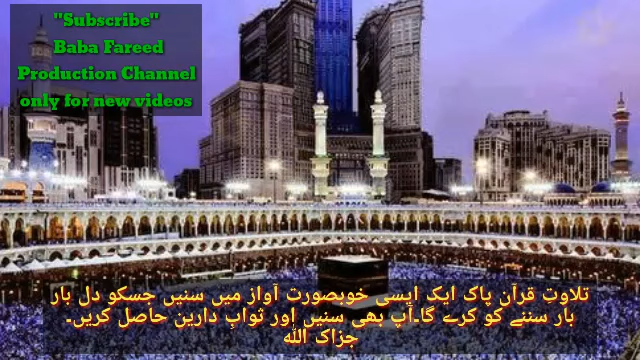 "Subscribe"
Baba Fareed
Production Channel
only for new videos
تلاوتِ قرآن پاک ایک ایسی خوبصورت آواز میں سنیں جسکو دل بار
بار سننے کو کرے گا۔آپ بھی سنیں اور ثوابِ دارین حاصل کریں۔
جزاک اللہ